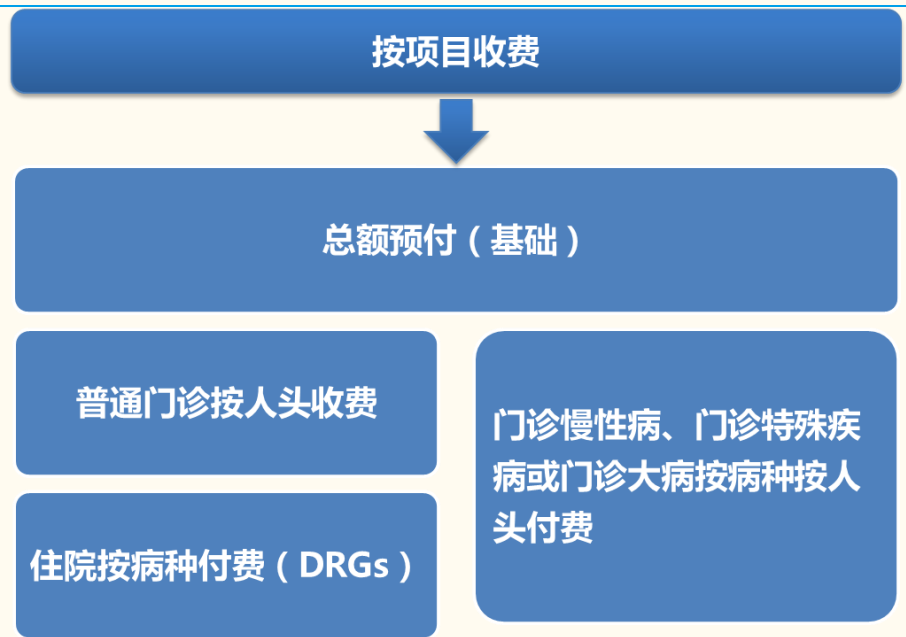 按项目收费
总额预付（基础）
普通门诊按人头收费
门诊慢性病、门诊特殊疾
病或门诊大病按病种按人
头付费
住院按病种付费（DRGs）